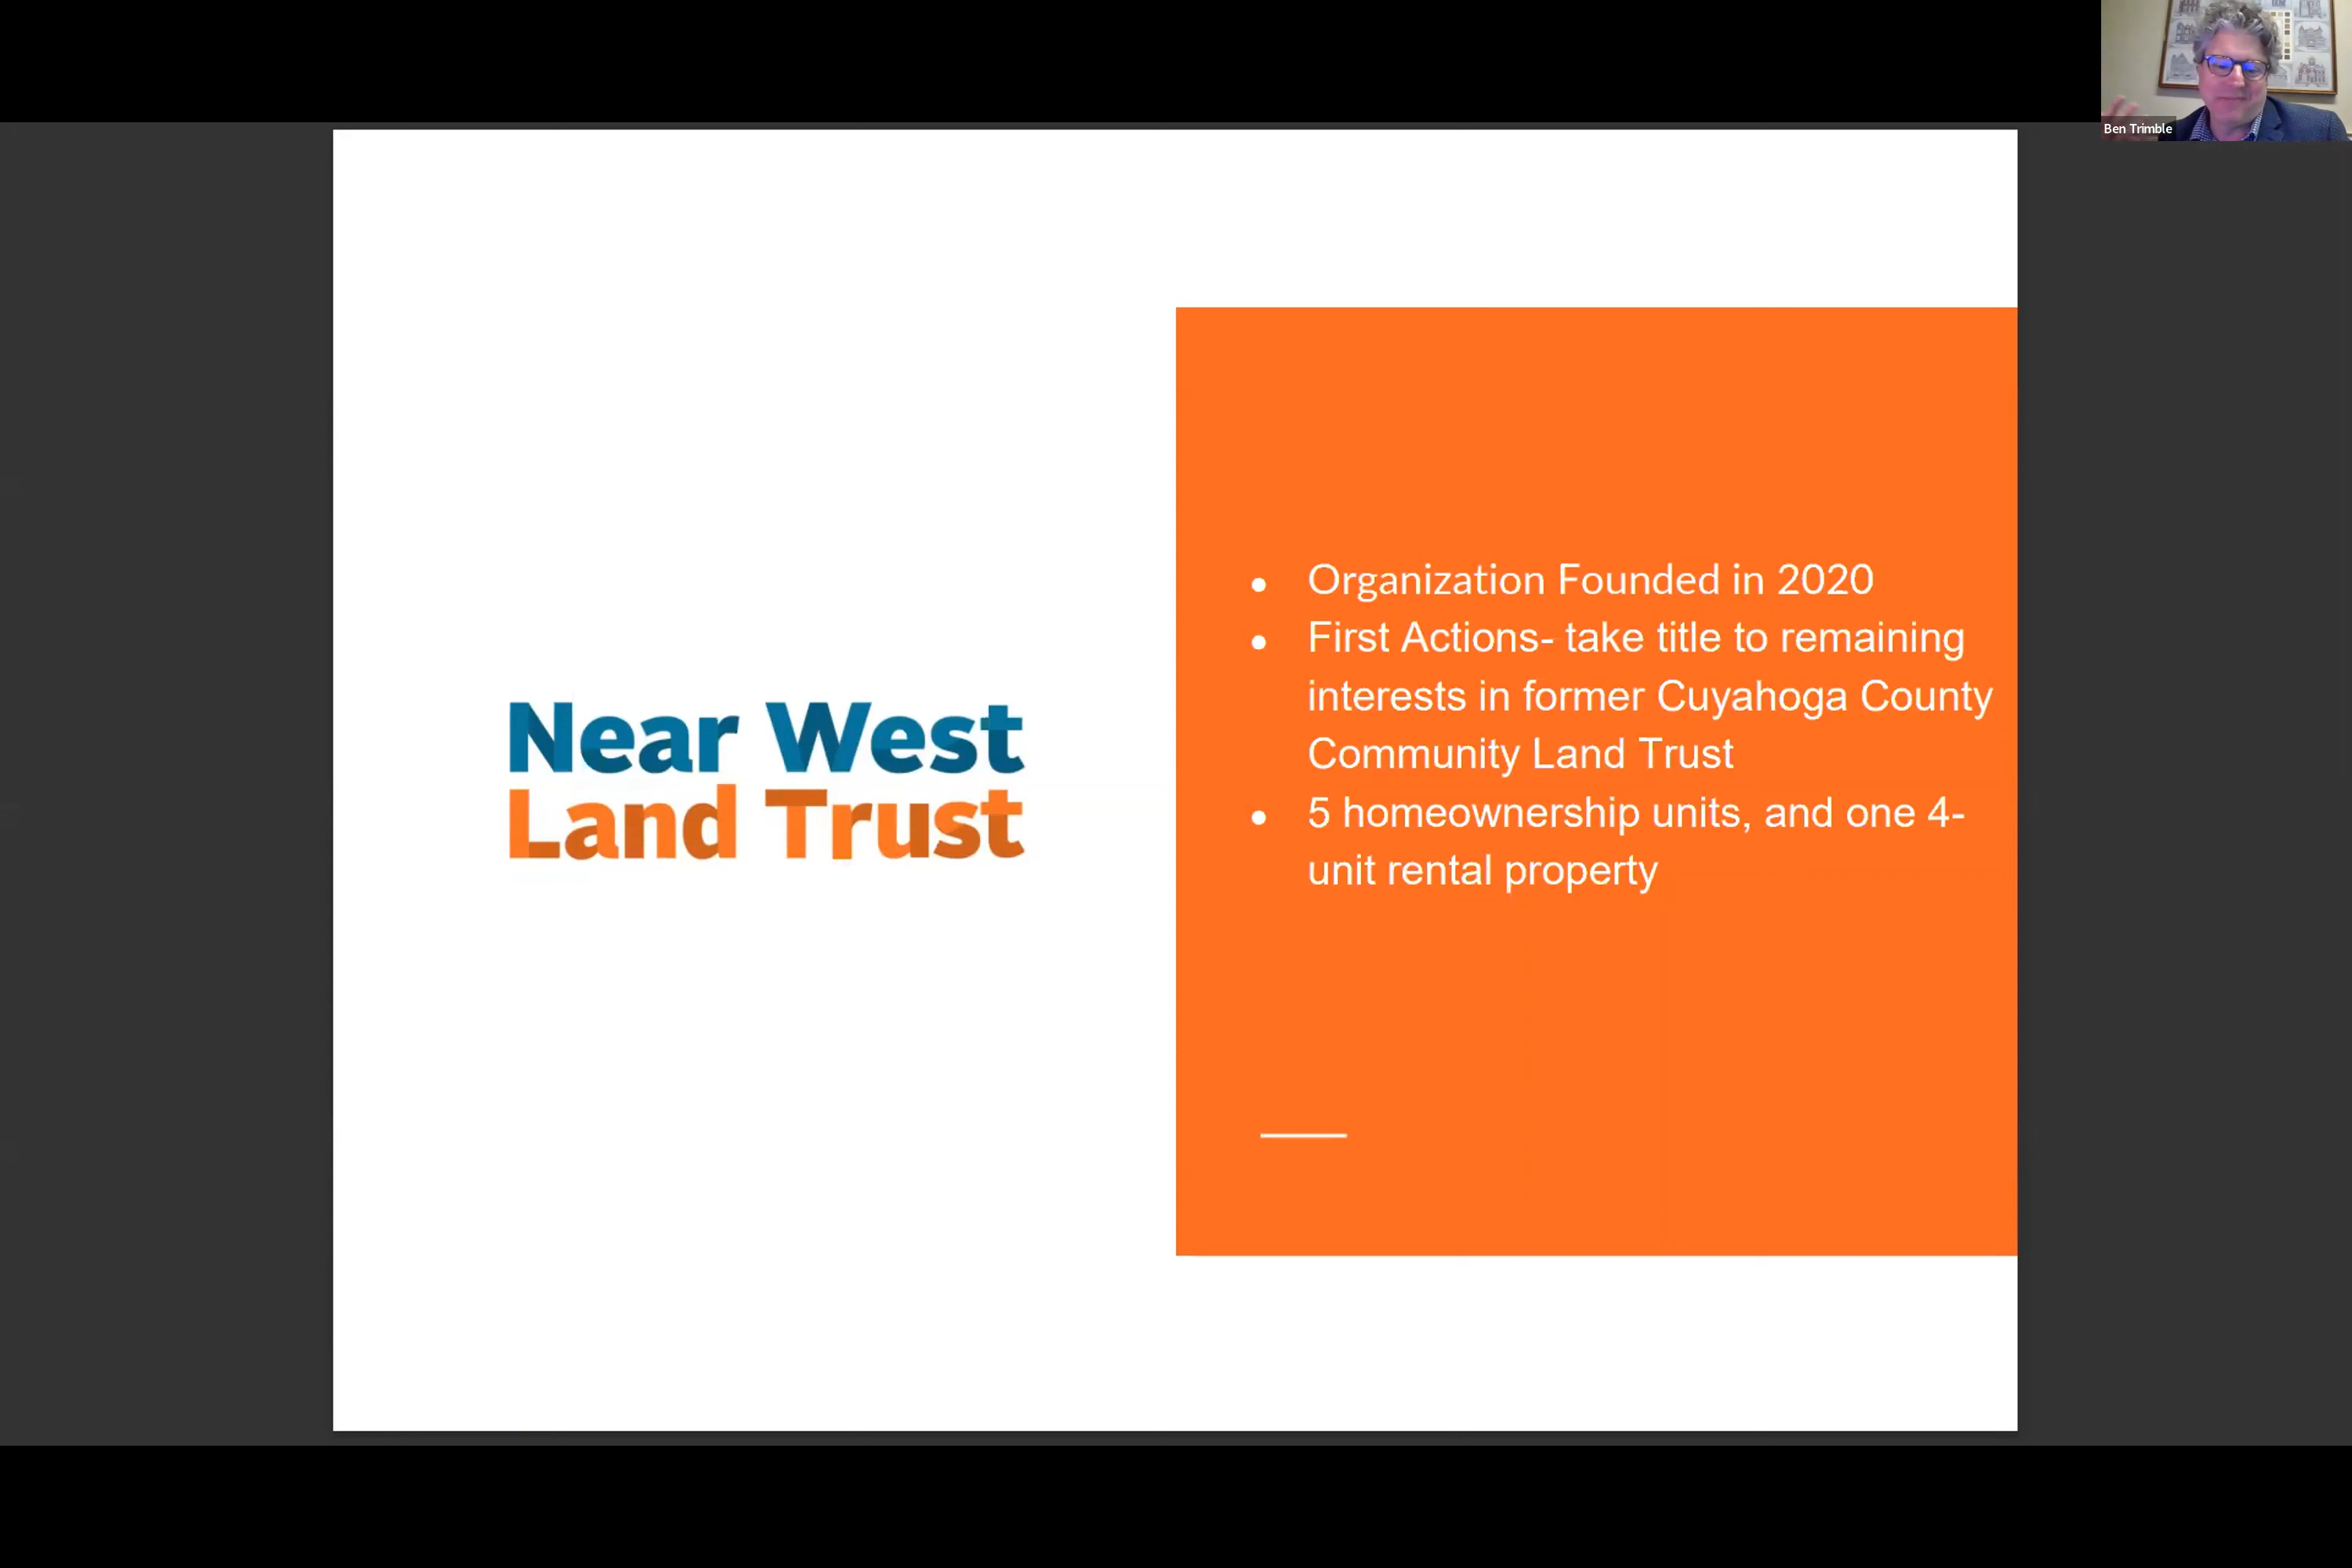 Ben Trimble
Near West
Land Trust
• Organization Founded in 2020
• First Actions- take title to remaining
interests in former Cuyahoga County
Community Land Trust
• 5 homeownership units, and one 4-
unit rental property